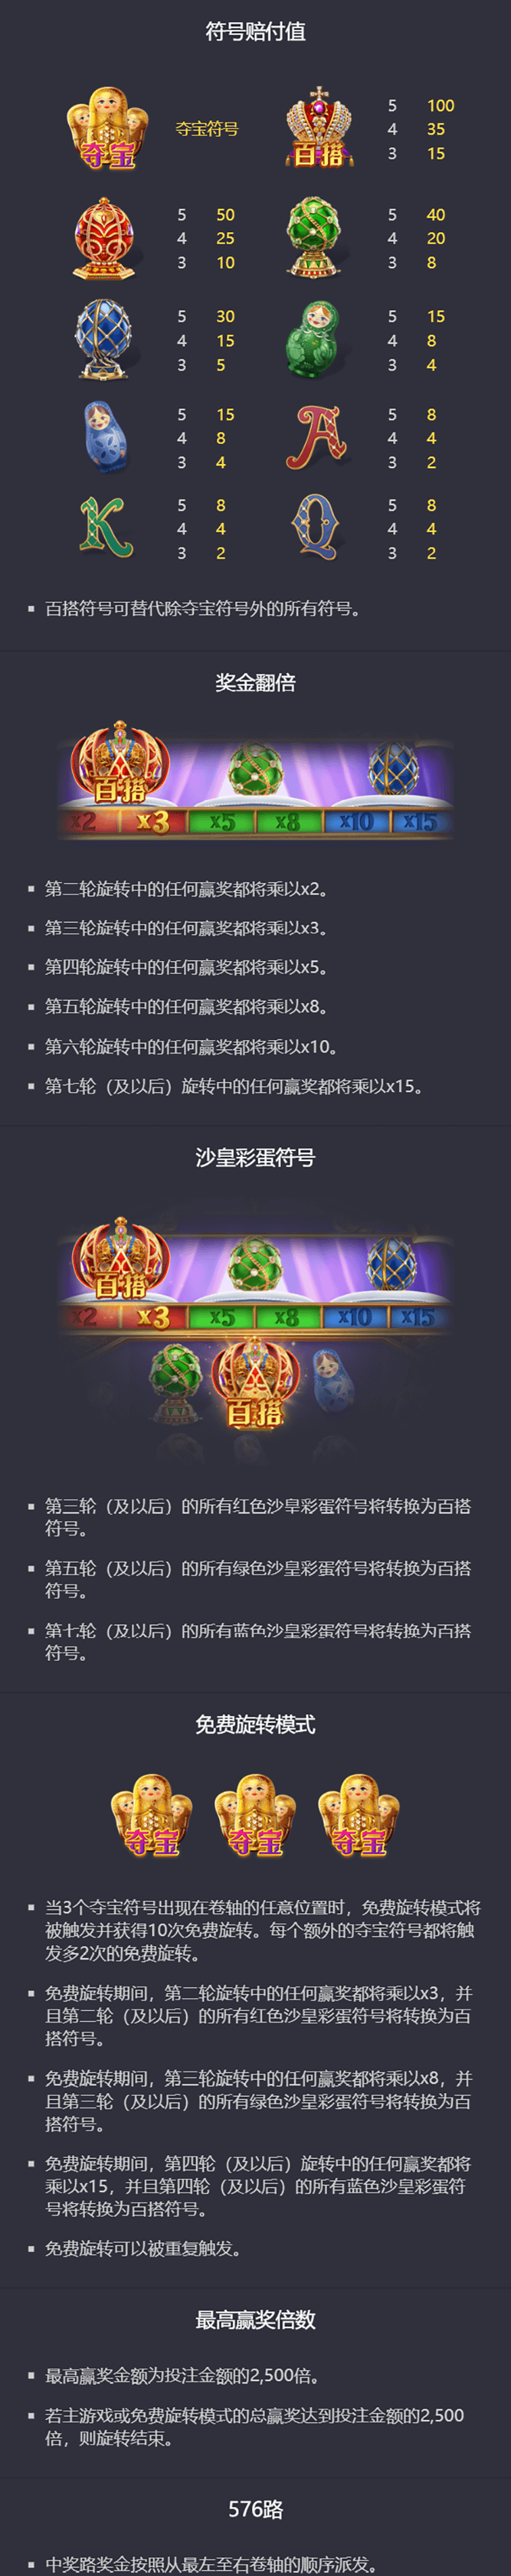 符号赔付值
夺宝
夺宝符号
百搭
5 100
4 35
3 15
5 50
4 25
3 10
5 40
4 20
3 8
5 30
4 15
3 5
5 15
4 8
3 4
5 15
4 8
3 4
A
5 8
4 4
3 2
K
5 8
4 4
3 2
Q
5 8
4 4
3 2
百搭符号可替代除夺宝符号外的所有符号。
奖金翻倍
百搭
x2 x3 x5 x8 x10 x15
第二轮旋转中的任何赢奖都将乘以x2。
第三轮旋转中的任何赢奖都将乘以x3。
第四轮旋转中的任何赢奖都将乘以x5。
第五轮旋转中的任何赢奖都将乘以x8。
第六轮旋转中的任何赢奖都将乘以x10。
第七轮（及以后）旋转中的任何赢奖都将乘以x15。
沙皇彩蛋符号
百搭
x2 x3 x5 x8 x10 x15
百搭
第三轮（及以后）的所有红色沙皇彩蛋符号将转换为百搭
符号。
第五轮（及以后）的所有绿色沙皇彩蛋符号将转换为百搭
符号。
第七轮（及以后）的所有蓝色沙皇彩蛋符号将转换为百搭
符号。
免费旋转模式
夺宝 夺宝 夺宝
当3个夺宝符号出现在卷轴的任意位置时，免费旋转模式将
被触发并获得10次免费旋转。每个额外的夺宝符号都将触
发多2次的免费旋转。
免费旋转期间，第二轮旋转中的任何赢奖都将乘以x3，并
且第二轮（及以后）的所有红色沙皇彩蛋符号将转换为百
搭符号。
免费旋转期间，第三轮旋转中的任何赢奖都将乘以x8，并
且第三轮（及以后）的所有绿色沙皇彩蛋符号将转换为百
搭符号。
免费旋转期间，第四轮（及以后）旋转中的任何赢奖都将
乘以x15，并且第四轮（及以后）的所有蓝色沙皇彩蛋符
号将转换为百搭符号。
免费旋转可以被重复触发。
最高赢奖倍数
最高赢奖金额为投注金额的2,500倍。
若主游戏或免费旋转模式的总赢奖达到投注金额的2,500
倍，则旋转结束。
576路
中奖路奖金按照从最左至右卷轴的顺序派发。